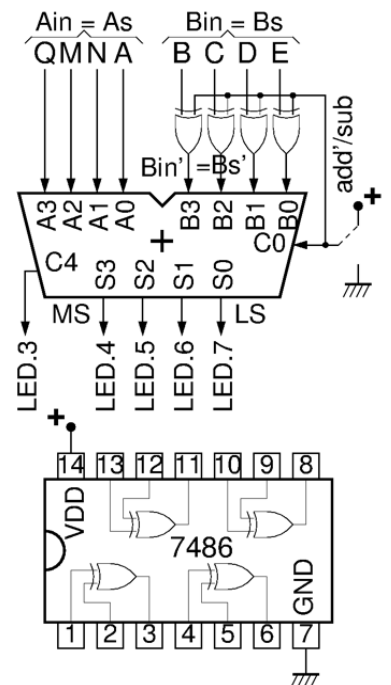 Ain = As Bin = Bs
Q M N A B C D E
Bin' =Bs'
add'/sub
+
A3 A2 A1 A0 + B3 B2 B1 B0
C0
C4
S3 S2 S1 S0
MS LS
LED.3 LED.4 LED.5 LED.6 LED.7
+
14 13 12 11 10 9 8
VDD
7486
GND
1 2 3 4 5 6 7